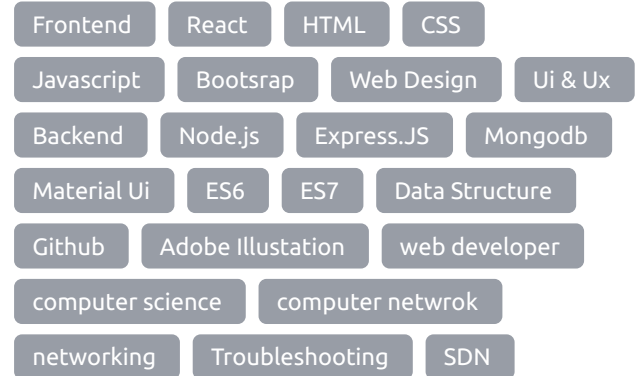 Frontend React HTML CSS
Javascript Bootsrap Web Design Ui & Ux
Backend Node.js Express.JS Mongodb
Material Ui ES6 ES7 Data Structure
Github Adobe Illustation web developer
computer science computer netwrok
networking Troubleshooting SDN